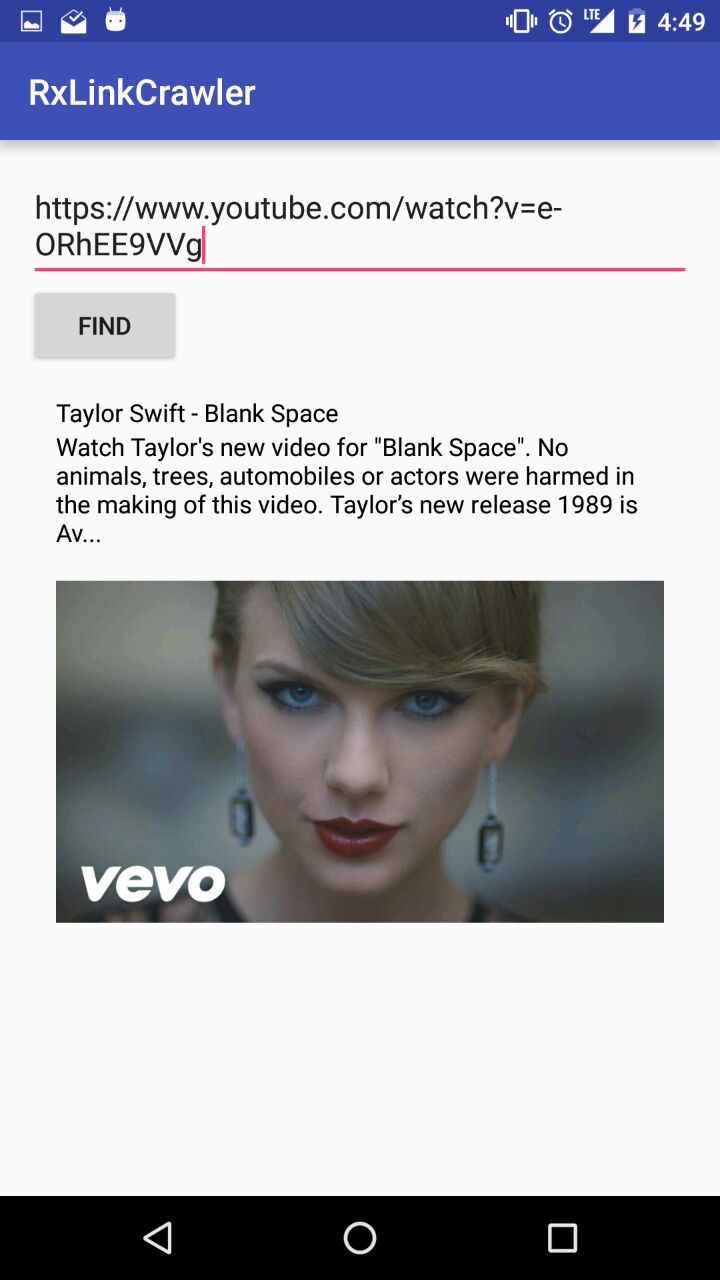 LTE 4:49
RxLinkCrawler
https://www.youtube.com/watch?v=e-
ORhEE9VVg
FIND
Taylor Swift - Blank Space
Watch Taylor's new video for "Blank Space". No
animals, trees, automobiles or actors were harmed in
the making of this video. Taylor’s new release 1989 is
Av...
vevo